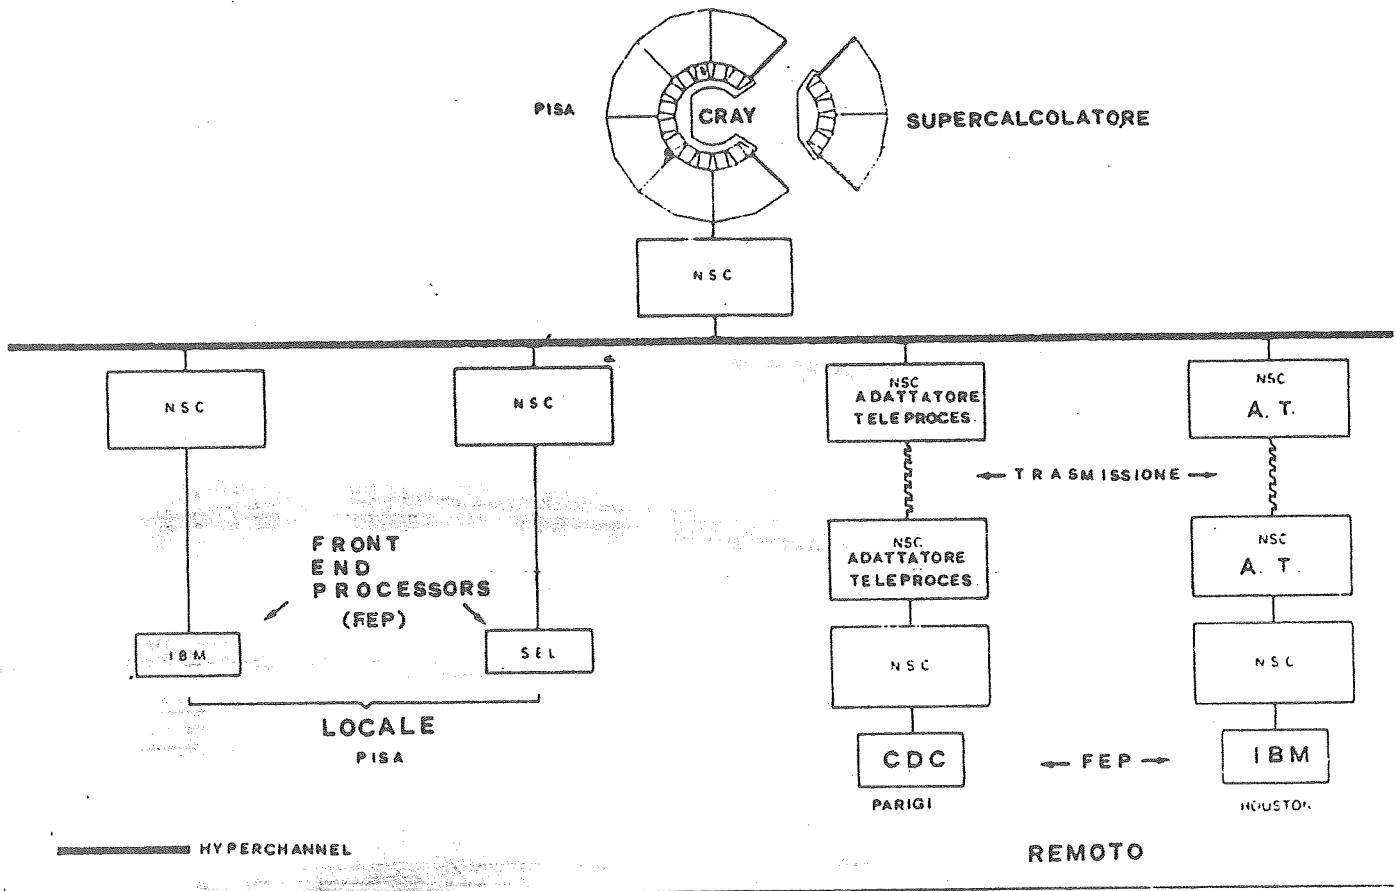 PISA
CRAY
SUPERCALCOLATORE
NSC
NSC
NSC
NSC
ADATTATORE
TELEPROCES.
NSC
A. T.
← TRASMISSIONE →
FRONT
END
PROCESSORS
(FEP)
NSC
ADATTATORE
TELEPROCES.
NSC
A. T.
IBM
SEL
NSC
NSC
LOCALE
PISA
CDC
← FEP →
IBM
PARIGI
HOUSTON
HYPERCHANNEL
REMOTO